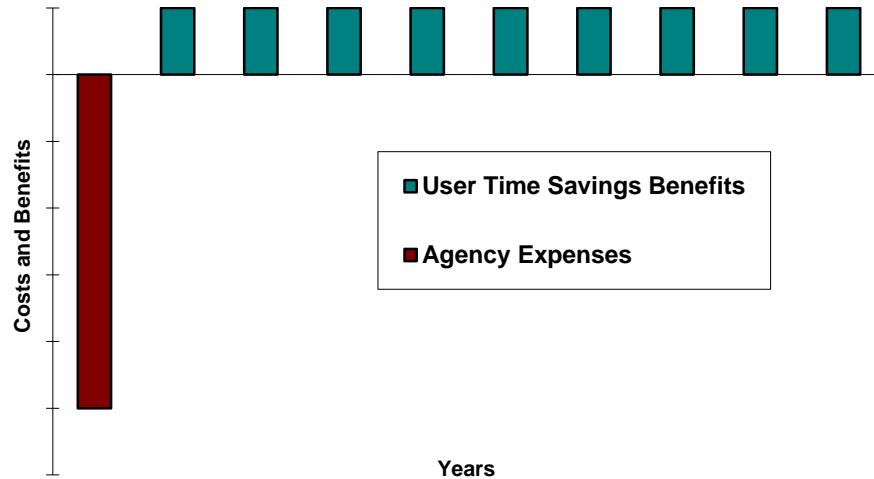 Costs and Benefits
User Time Savings Benefits
Agency Expenses
Years